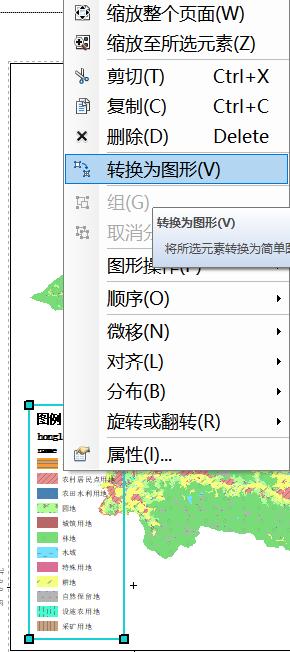 缩放整个页面(W)
缩放至所选元素(Z)
剪切(T) Ctrl+X
复制(C) Ctrl+C
删除(D) Delete
转换为图形(V)
组(G)
取消分
转换为图形(V)
将所选元素转换为简单图
图形操作(P)
顺序(O)
微移(N)
对齐(L)
分布(B)
旋转或翻转(R)
属性(I)...
图例
农村居民点用地
农田水利用地
园地
城镇用地
林地
水域
特殊用地
耕地
自然保留地
设施农用地
采矿用地